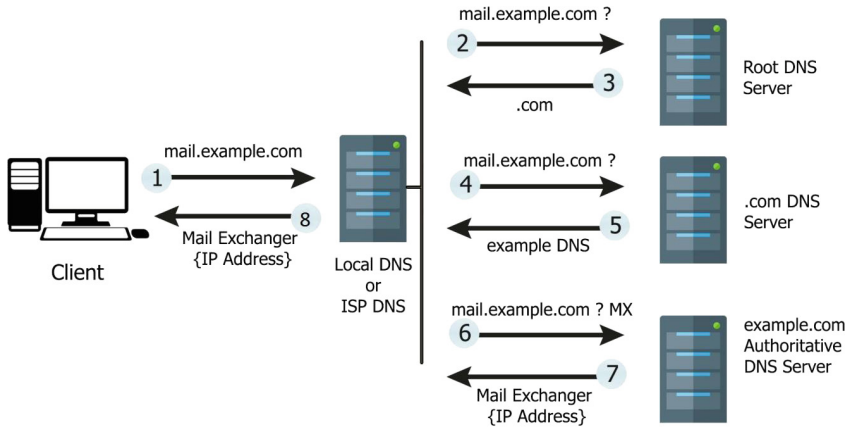 mail.example.com ?
2
3
.com
Root DNS
Server
mail.example.com
1
8
Mail Exchanger
{IP Address}
Client
Local DNS
or
ISP DNS
mail.example.com ?
4
5
example DNS
.com DNS
Server
mail.example.com ? MX
6
7
Mail Exchanger
{IP Address}
example.com
Authoritative
DNS Server